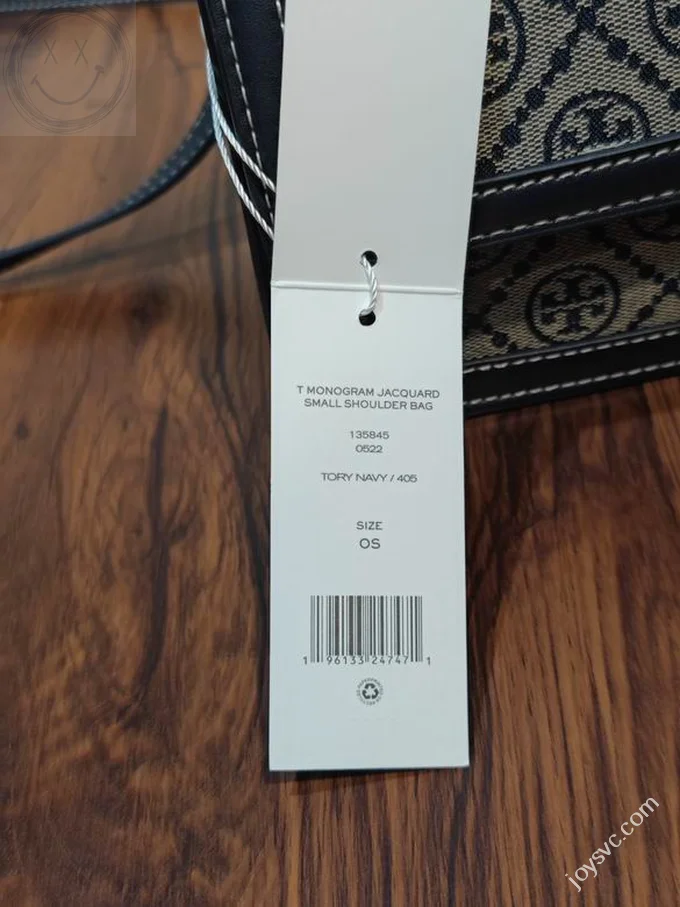 T MONOGRAM JACQUARD
SMALL SHOULDER BAG
135845
0522
TORY NAVY / 405
SIZE
OS
1 96133 24747 1
joysvc.com